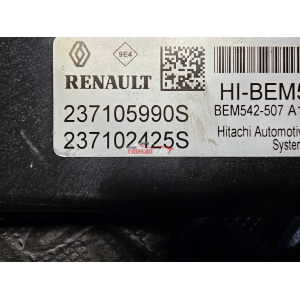 9E4
RENAULT
237105990S
237102425S
HI-BEM5
BEM542-507 A1
Hitachi Automotiv
System